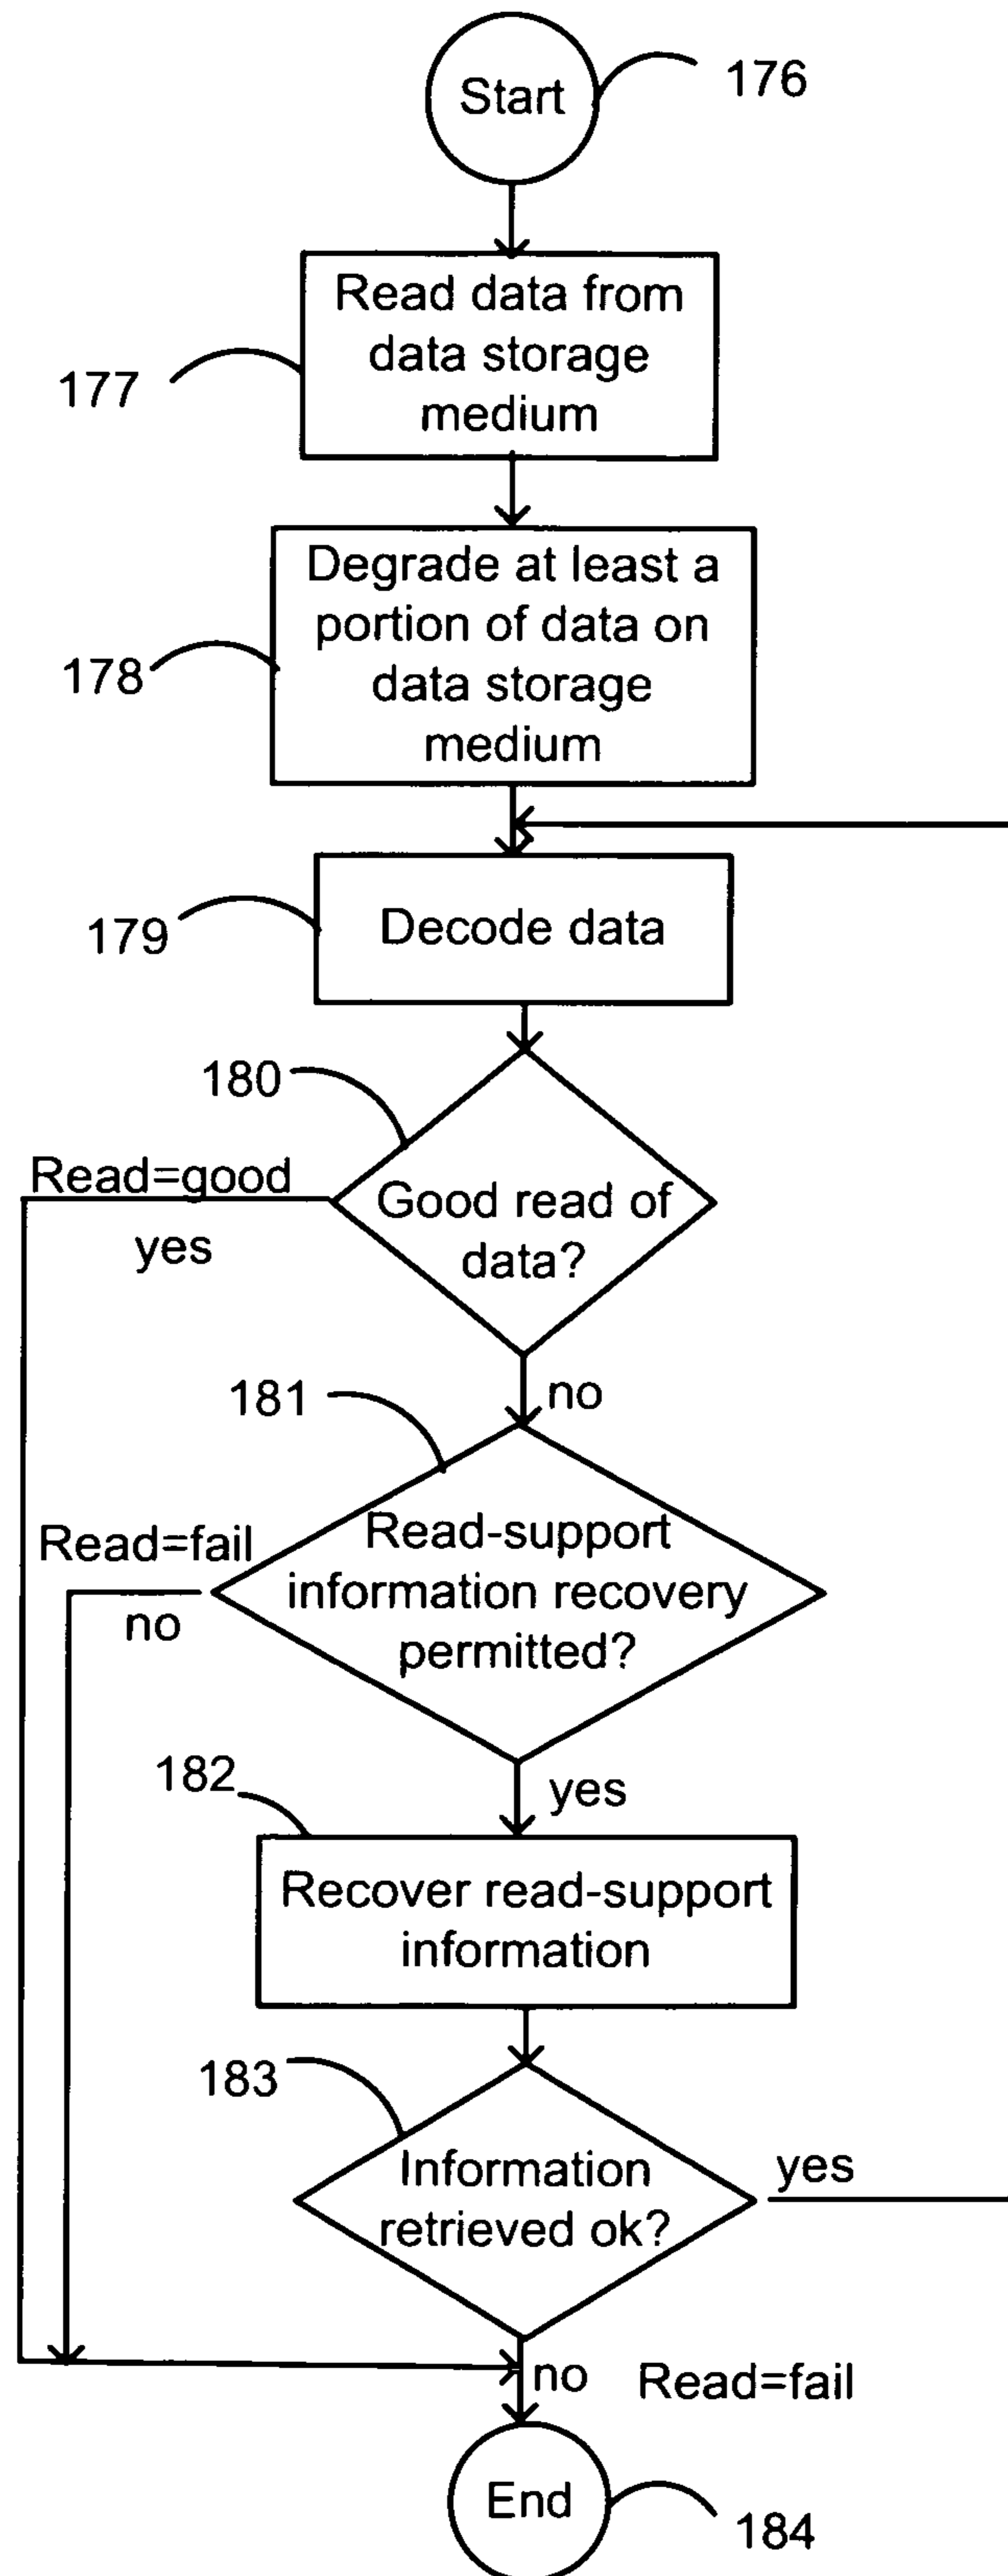 Start
176
Read data from
data storage
medium
177
Degrade at least a
portion of data on
data storage
medium
178
Decode data
179
180
Read=good
yes
Good read of
data?
no
181
Read=fail
no
Read-support
information recovery
permitted?
yes
182
Recover read-support
information
183
Information
retrieved ok?
yes
no
Read=fail
End
184